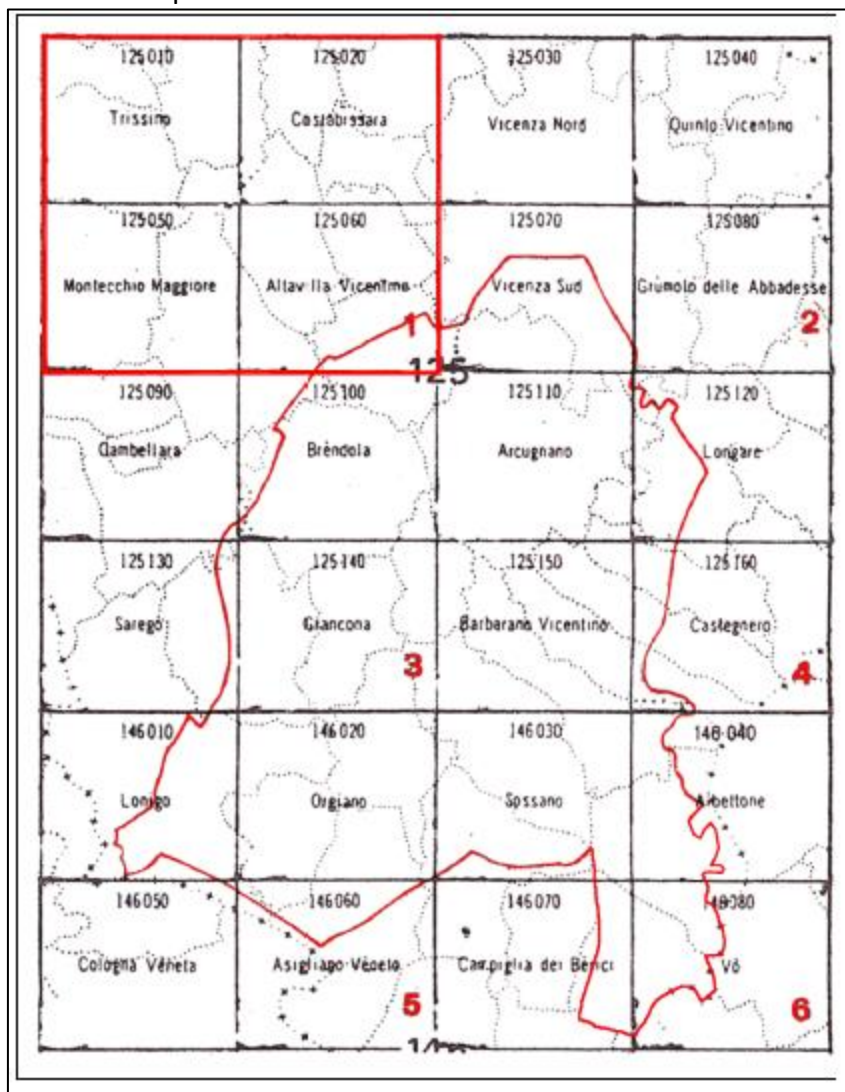 125010 125020 125030 125040
Trissino Costabissara Vicenza Nord Quinto Vicentino
125050 125060 125070 125080
Montecchio Maggiore Altavilla Vicentina Vicenza Sud Grumolo delle Abbadesse
1 2
125
125090 125100 125110 125120
Gambellara Brendola Arcugnano Longare
125130 125140 125150 125160
Sarego Grancona Barbarano Vicentino Castegnero
3 4
146010 146020 146030 146040
Lonigo Orgiano Sossano Albettone
146050 146060 146070 146080
Cologna Véneta Asigliano Veneto Campiglia dei Berici Vò
5 6